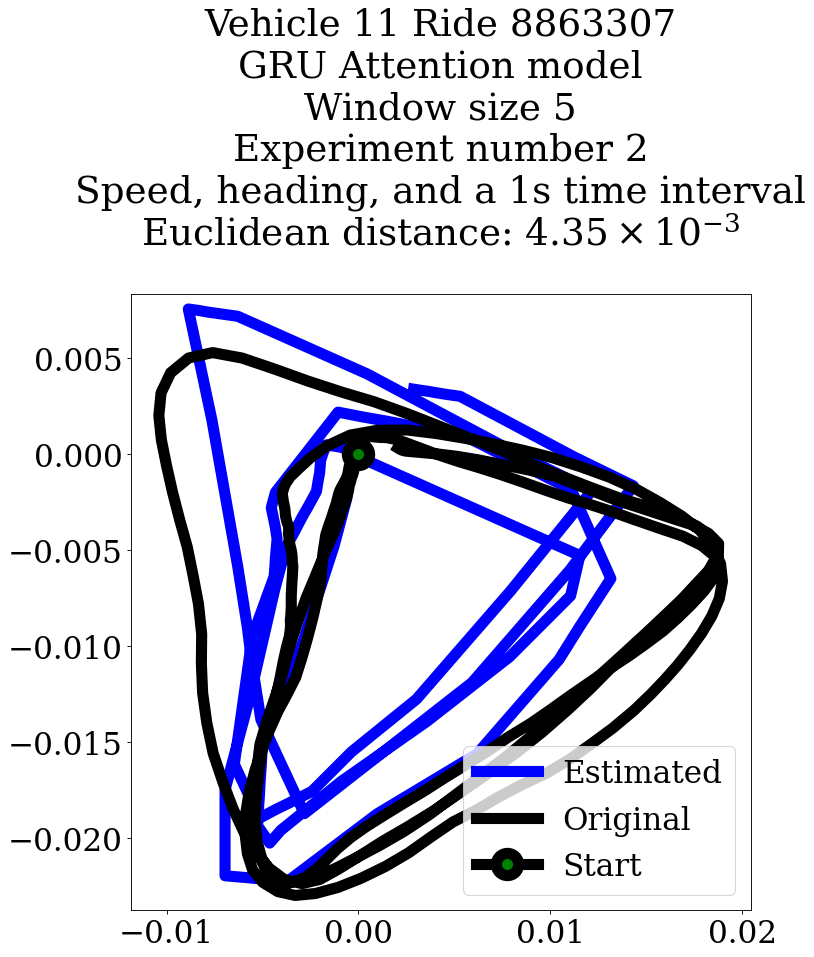 Vehicle 11 Ride 8863307
GRU Attention model
Window size 5
Experiment number 2
Speed, heading, and a 1s time interval
Euclidean distance: 4.35 × 10⁻³
0.005
0.000
−0.005
−0.010
−0.015
−0.020
Estimated
Original
Start
−0.01 0.00 0.01 0.02